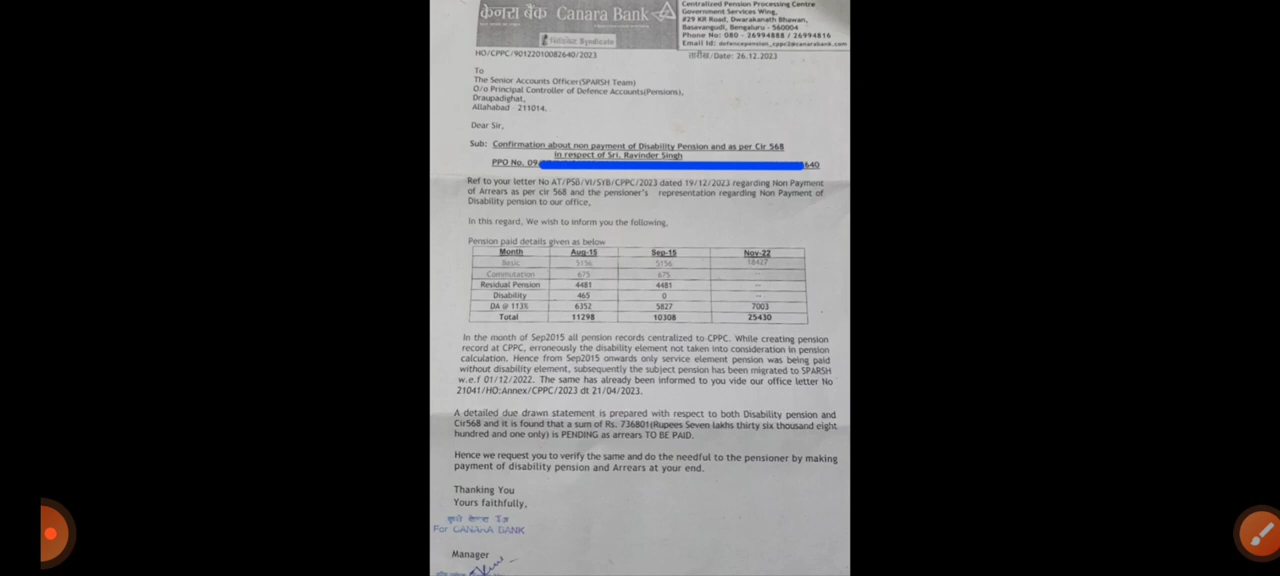 केनरा बैंक Canara Bank
Syndicate
Centralized Pension Processing Centre
Government Services Wing,
#29 KR Road, Dwarakanath Bhawan,
Basavangudi, Bengaluru - 560004
Phone No: 080 - 26994888 / 26994816
Email Id: defencepension_cppc1@canarabank.com
HO/CPPC/90122010082640/2023
तारीख/Date: 26.12.2023
To
The Senior Accounts Officer(SPARSH Team)
O/o Principal Controller of Defence Accounts(Pensions),
Draupadighat,
Allahabad - 211014.
Dear Sir,
Sub: Confirmation about non payment of Disability Pension and as per Cir 568
in respect of Sri. Ravinder Singh
PPO No. 09 640
Ref to your letter No AT/PSB/VI/SYB/CPPC/2023 dated 19/12/2023 regarding Non Payment
of Arrears as per cir 568 and the pensioner's representation regarding Non Payment of
Disability pension to our office,
In this regard, We wish to inform you the following,
Pension paid details given as below
Month Aug-15 Sep-15 Nov-22
Basic 5156 5156 18427
Commutation 675 675 --
Residual Pension 4481 4481 --
Disability 465 0 --
DA @ 113% 6352 5827 7003
Total 11298 10308 25430
In the month of Sep2015 all pension records centralized to CPPC. While creating pension
record at CPPC, erroneously the disability element not taken into consideration in pension
calculation. Hence from Sep2015 onwards only service element pension was being paid
without disability element, subsequently the subject pension has been migrated to SPARSH
w.e.f 01/12/2022. The same has already been informed to you vide our office letter No
21041/HO:Annex/CPPC/2023 dt 21/04/2023.
A detailed due drawn statement is prepared with respect to both Disability pension and
Cir568 and it is found that a sum of Rs. 736801(Rupees Seven lakhs thirty six thousand eight
hundred and one only) is PENDING as arrears TO BE PAID.
Hence we request you to verify the same and do the needful to the pensioner by making
payment of disability pension and Arrears at your end.
Thanking You
Yours faithfully,
For CANARA BANK
Manager